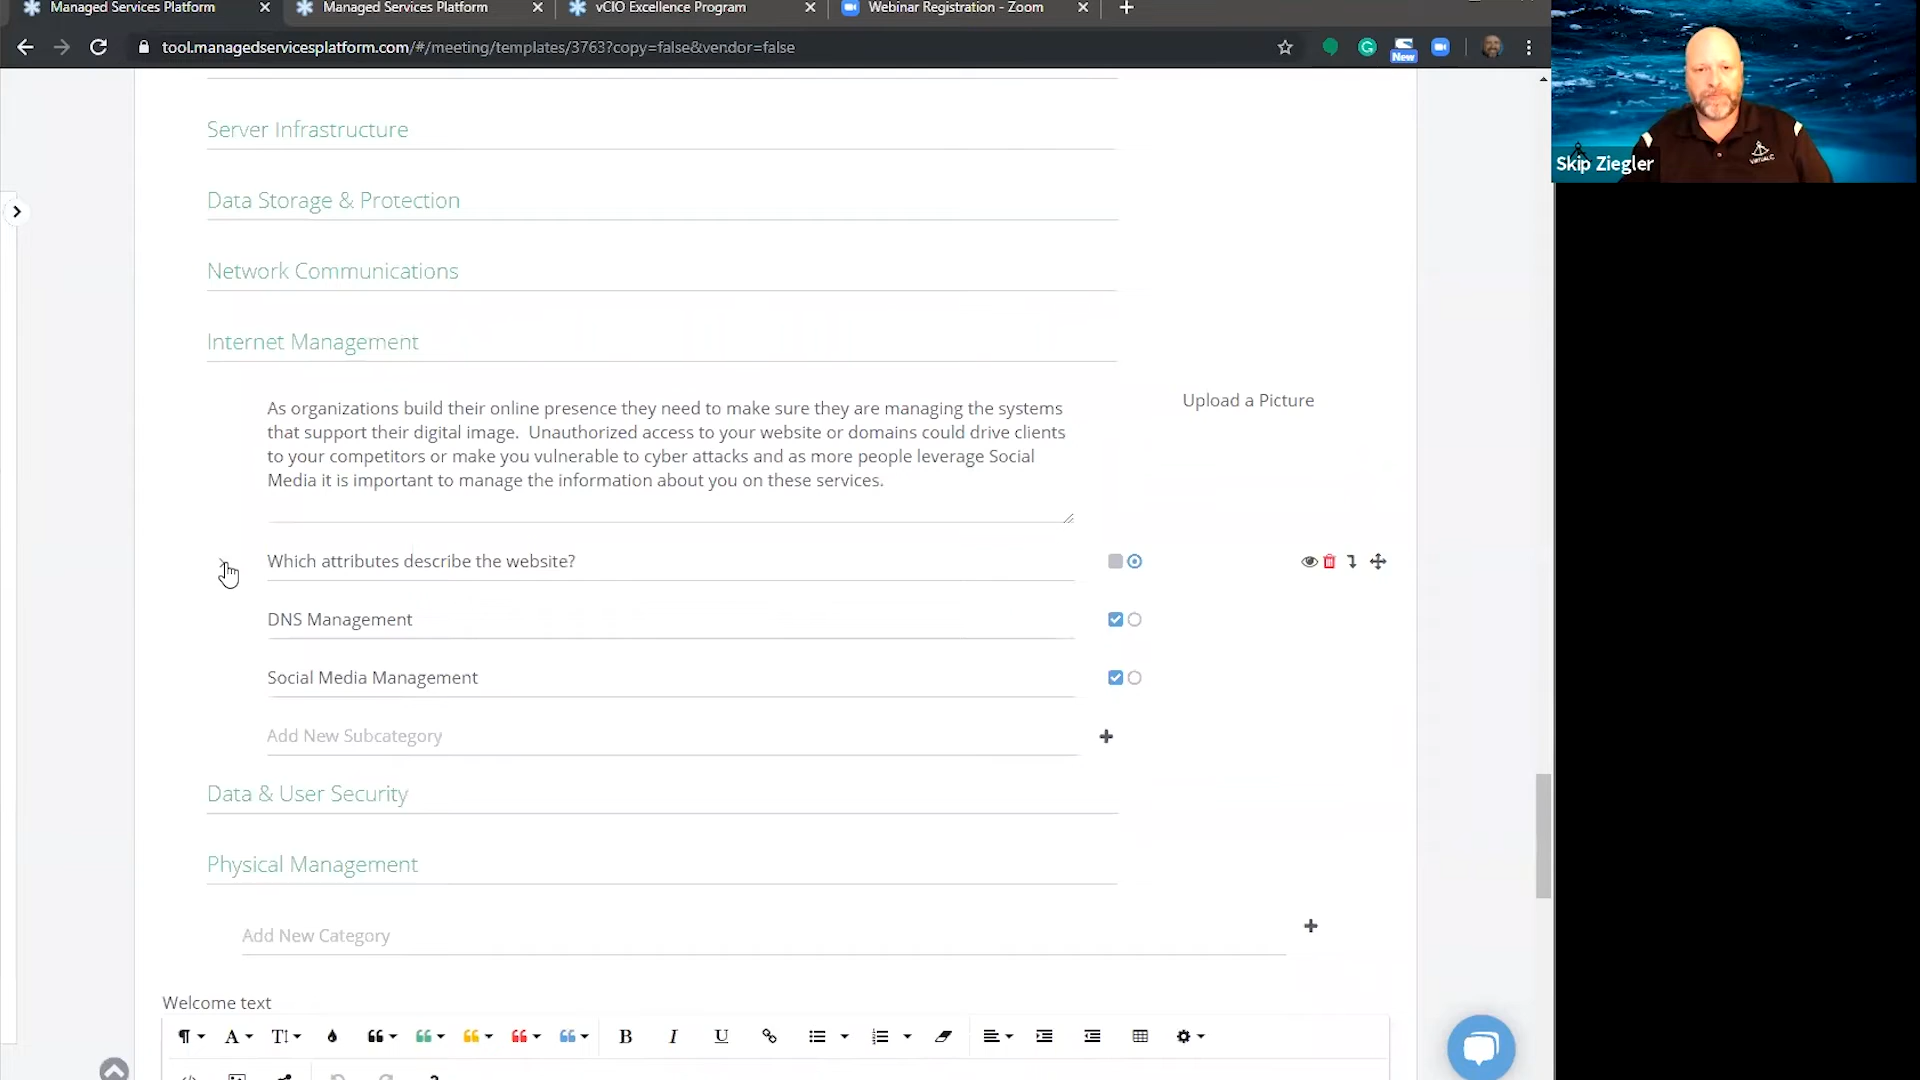 Managed Services Platform
Managed Services Platform
vCIO Excellence Program
Webinar Registration - Zoom
tool.managedservicesplatform.com/#/meeting/templates/3763?copy=false&vendor=false
New
Skip Ziegler
Server Infrastructure
Data Storage & Protection
Network Communications
Internet Management
As organizations build their online presence they need to make sure they are managing the systems
that support their digital image.  Unauthorized access to your website or domains could drive clients
to your competitors or make you vulnerable to cyber attacks and as more people leverage Social
Media it is important to manage the information about you on these services.
Upload a Picture
Which attributes describe the website?
DNS Management
Social Media Management
Add New Subcategory
Data & User Security
Physical Management
Add New Category
Welcome text